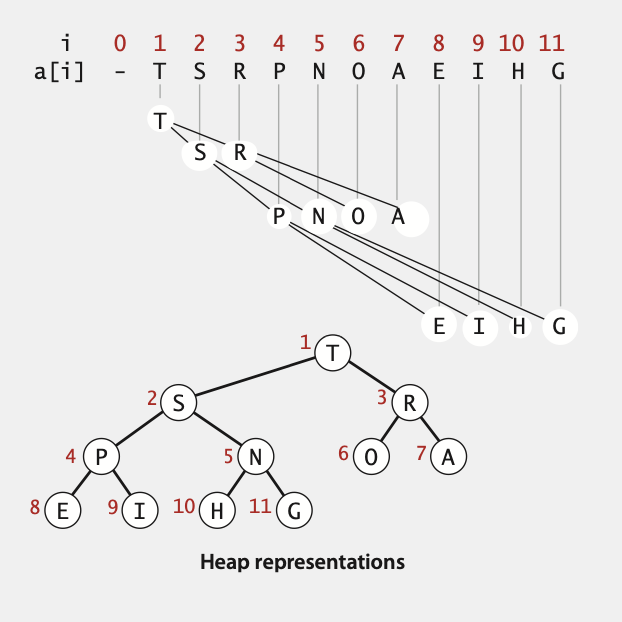 i 0 1 2 3 4 5 6 7 8 9 10 11
a[i] - T S R P N O A E I H G
T
S R
P N O A
E I H G
1 T
2 S 3 R
4 P 5 N 6 O 7 A
8 E 9 I 10 H 11 G
Heap representations